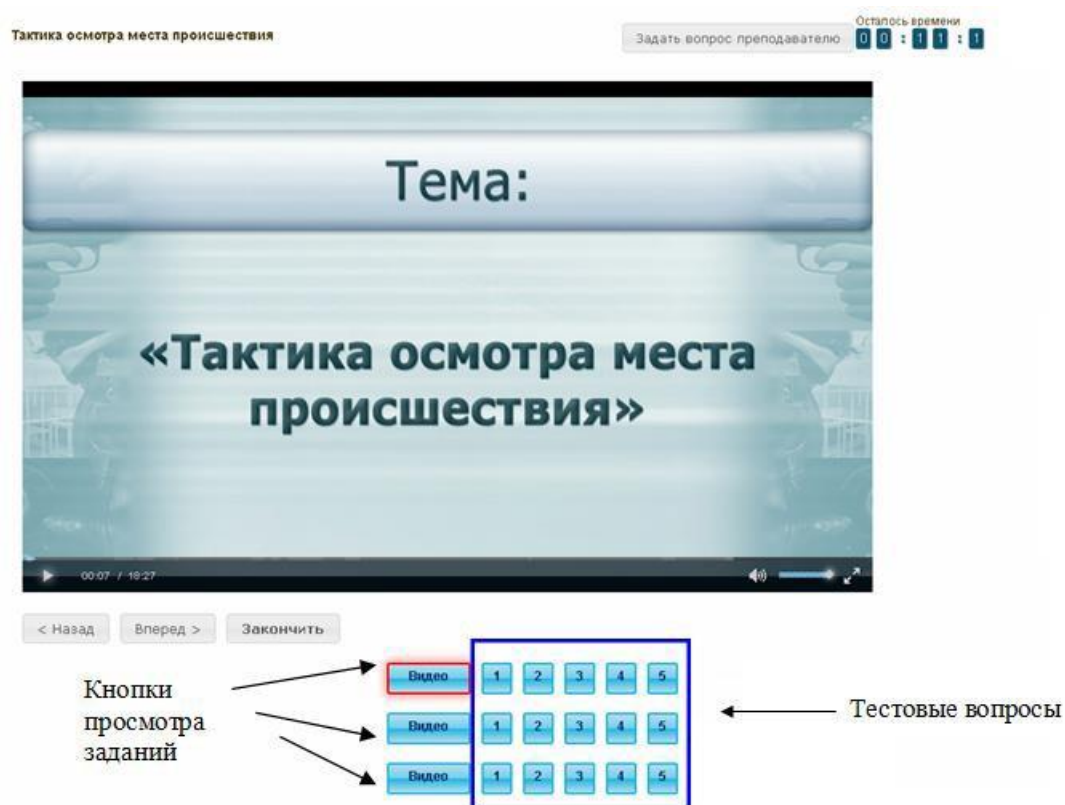 Осталось времени
Тактика осмотра места происшествия
Задать вопрос преподавателю
0 0 : 1 1 : 1
Тема:
«Тактика осмотра места
происшествия»
00:07 / 18:27
< Назад
Вперед >
Закончить
Кнопки
просмотра
заданий
Видео 1 2 3 4 5
Видео 1 2 3 4 5
Видео 1 2 3 4 5
Тестовые вопросы